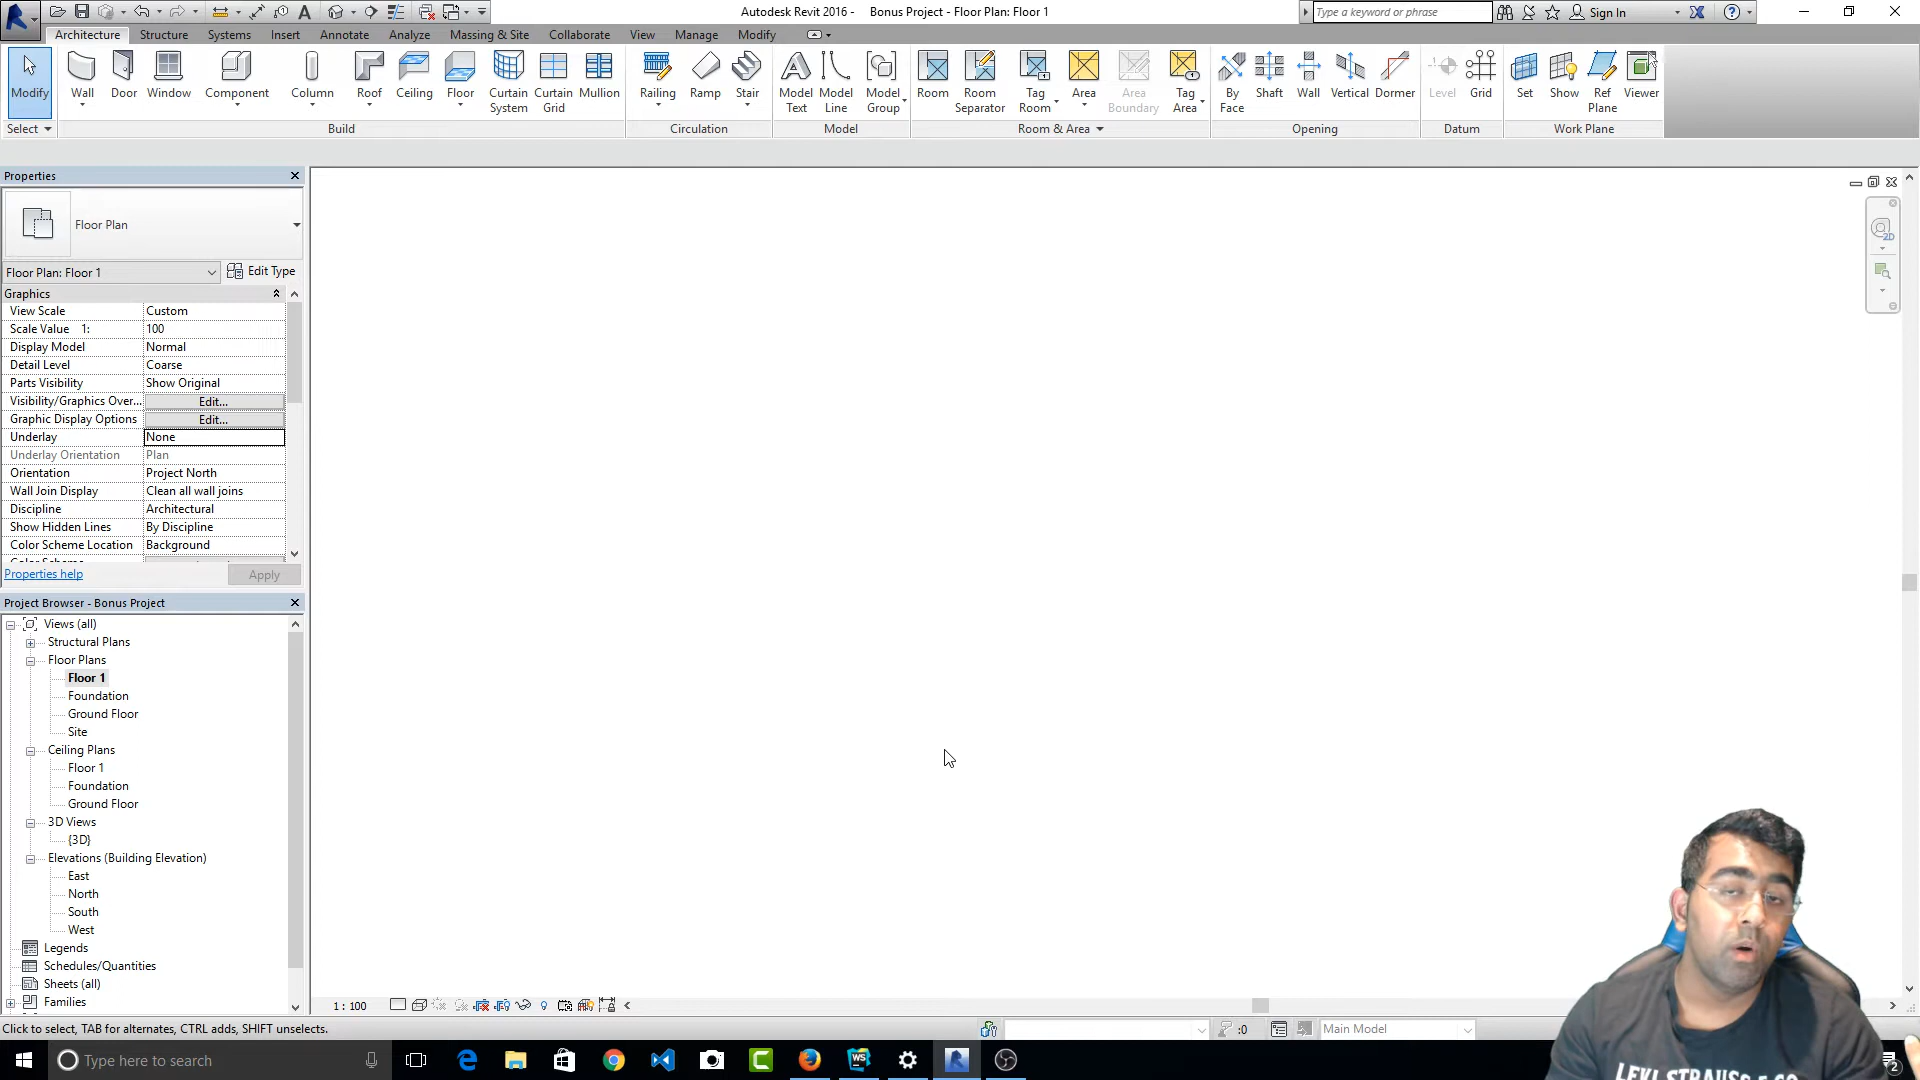 Autodesk Revit 2016 - Bonus Project - Floor Plan: Floor 1
Type a keyword or phrase
Sign In
Architecture Structure Systems Insert Annotate Analyze Massing & Site Collaborate View Manage Modify
Modify Wall Door Window Component Column Roof Ceiling Floor Curtain System Curtain Grid Mullion Railing Ramp Stair Model Text Model Line Model Group Room Room Separator Tag Room Area Area Boundary Tag Area By Face Shaft Wall Vertical Dormer Level Grid Set Show Ref Plane Viewer
Select Build Circulation Model Room & Area Opening Datum Work Plane
Properties
Floor Plan
Floor Plan: Floor 1 Edit Type
Graphics
View Scale Custom
Scale Value 1: 100
Display Model Normal
Detail Level Coarse
Parts Visibility Show Original
Visibility/Graphics Over... Edit...
Graphic Display Options Edit...
Underlay None
Underlay Orientation Plan
Orientation Project North
Wall Join Display Clean all wall joins
Discipline Architectural
Show Hidden Lines By Discipline
Color Scheme Location Background
Properties help Apply
Project Browser - Bonus Project
Views (all)
Structural Plans
Floor Plans
Floor 1
Foundation
Ground Floor
Site
Ceiling Plans
Floor 1
Foundation
Ground Floor
3D Views
{3D}
Elevations (Building Elevation)
East
North
South
West
Legends
Schedules/Quantities
Sheets (all)
Families
1 : 100
Click to select, TAB for alternates, CTRL adds, SHIFT unselects.
:0
Main Model
Type here to search
2D
WS
2
LEVI STRAUSS & CO